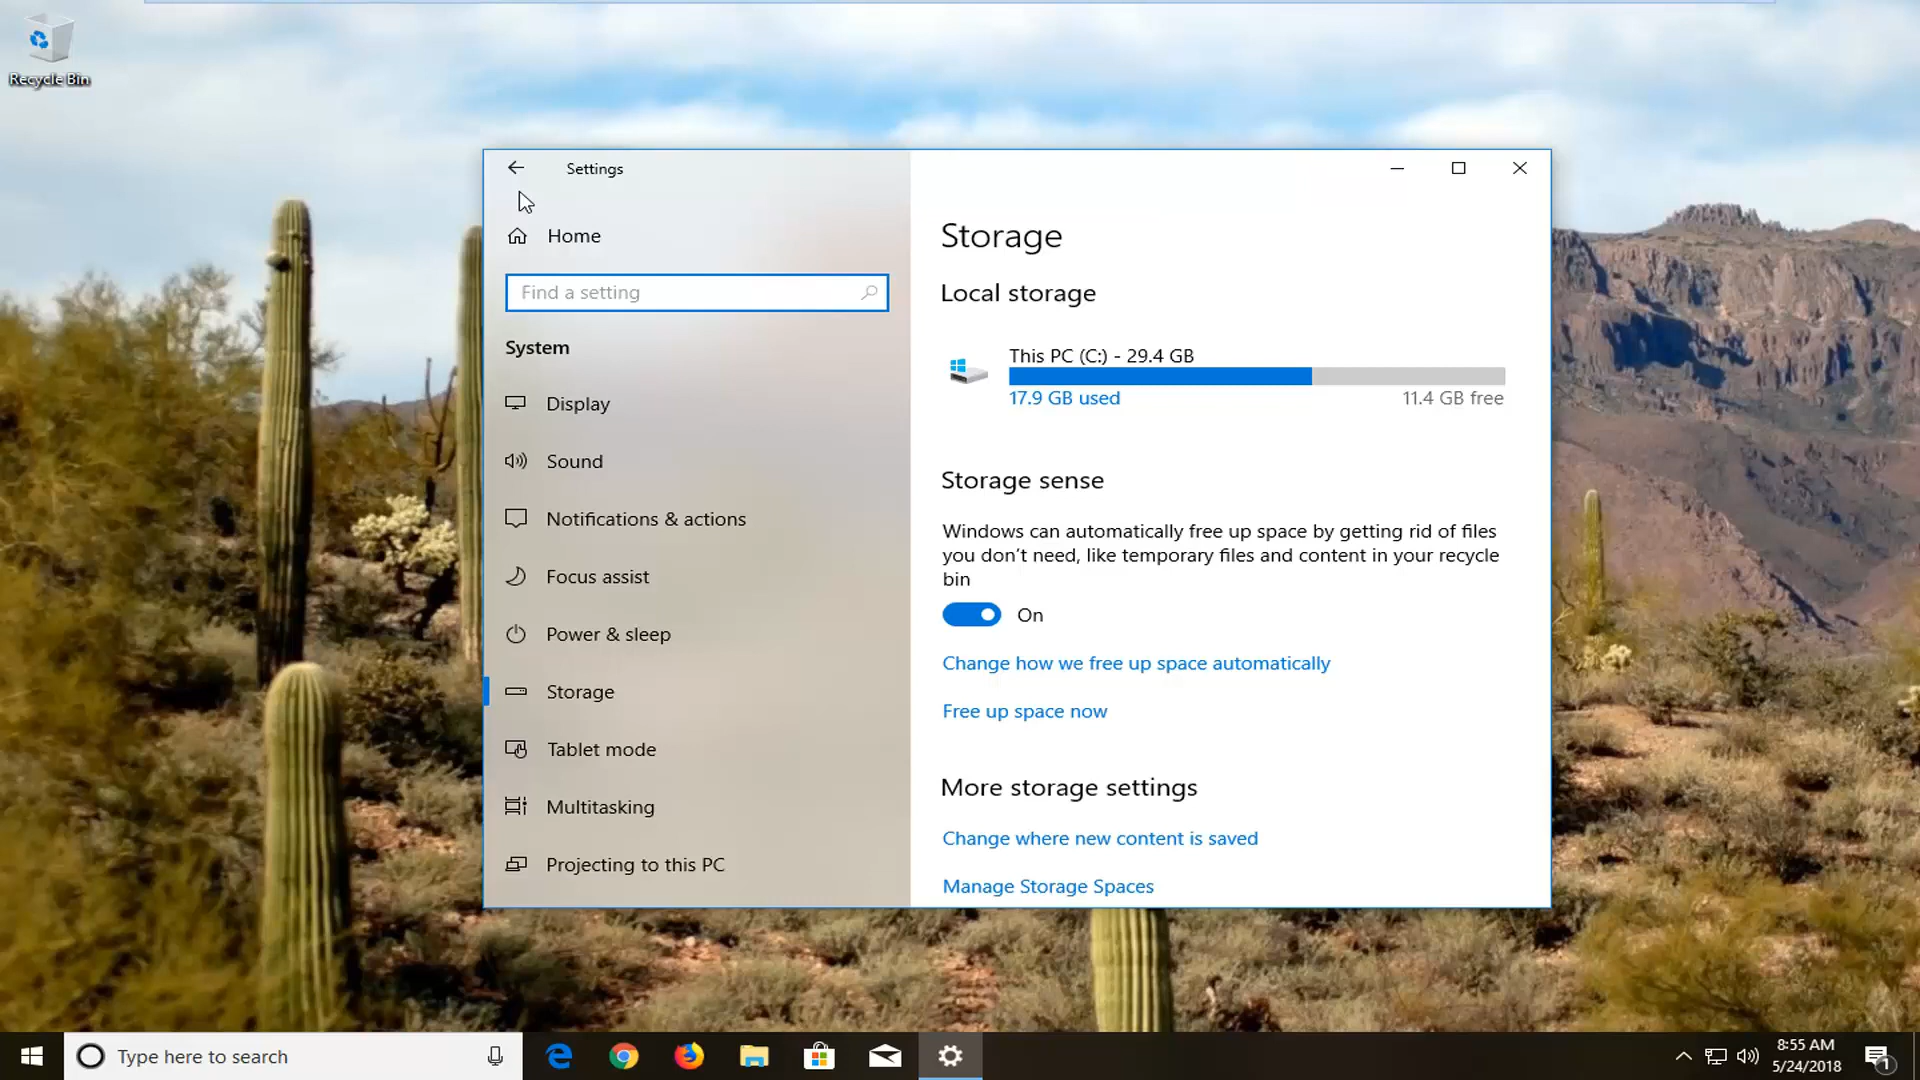 Recycle Bin
Settings
Home
Find a setting
System
Display
Sound
Notifications & actions
Focus assist
Power & sleep
Storage
Tablet mode
Multitasking
Projecting to this PC
Storage
Local storage
This PC (C:) - 29.4 GB
17.9 GB used
11.4 GB free
Storage sense
Windows can automatically free up space by getting rid of files
you don't need, like temporary files and content in your recycle
bin
On
Change how we free up space automatically
Free up space now
More storage settings
Change where new content is saved
Manage Storage Spaces
Type here to search
8:55 AM
5/24/2018
1